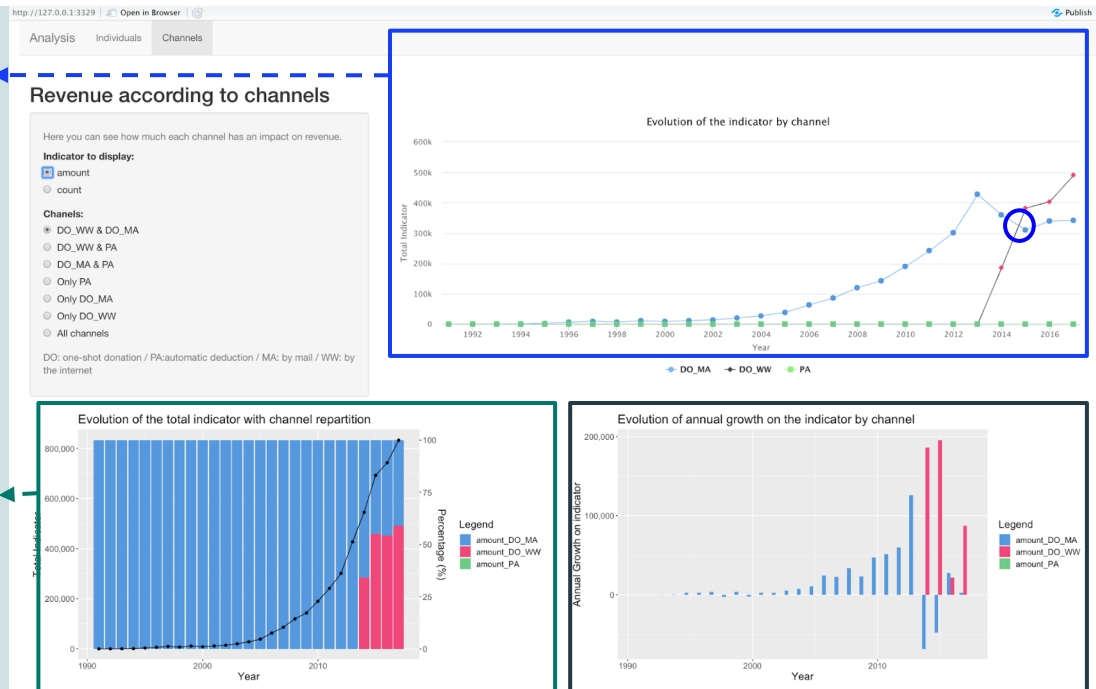 http://127.0.0.1:3329 Open in Browser Publish
Analysis Individuals Channels
Revenue according to channels
Here you can see how much each channel has an impact on revenue.
Indicator to display:
amount
count
Chanels:
DO_WW & DO_MA
DO_WW & PA
DO_MA & PA
Only PA
Only DO_MA
Only DO_WW
All channels
DO: one-shot donation / PA:automatic deduction / MA: by mail / WW: by
the internet
Evolution of the indicator by channel
600k
500k
400k
300k
200k
100k
0
Total Indicator
1992 1994 1996 1998 2000 2002 2004 2006 2008 2010 2012 2014 2016
Year
DO_MA DO_WW PA
Evolution of the total indicator with channel repartition
800,000
600,000
400,000
200,000
0
Total Indicator
100
75
50
25
0
Percentage (%)
1990 2000 2010
Year
Legend
amount_DO_MA
amount_DO_WW
amount_PA
Evolution of annual growth on the indicator by channel
200,000
100,000
0
Annual Growth on indicator
1990 2000 2010
Year
Legend
amount_DO_MA
amount_DO_WW
amount_PA